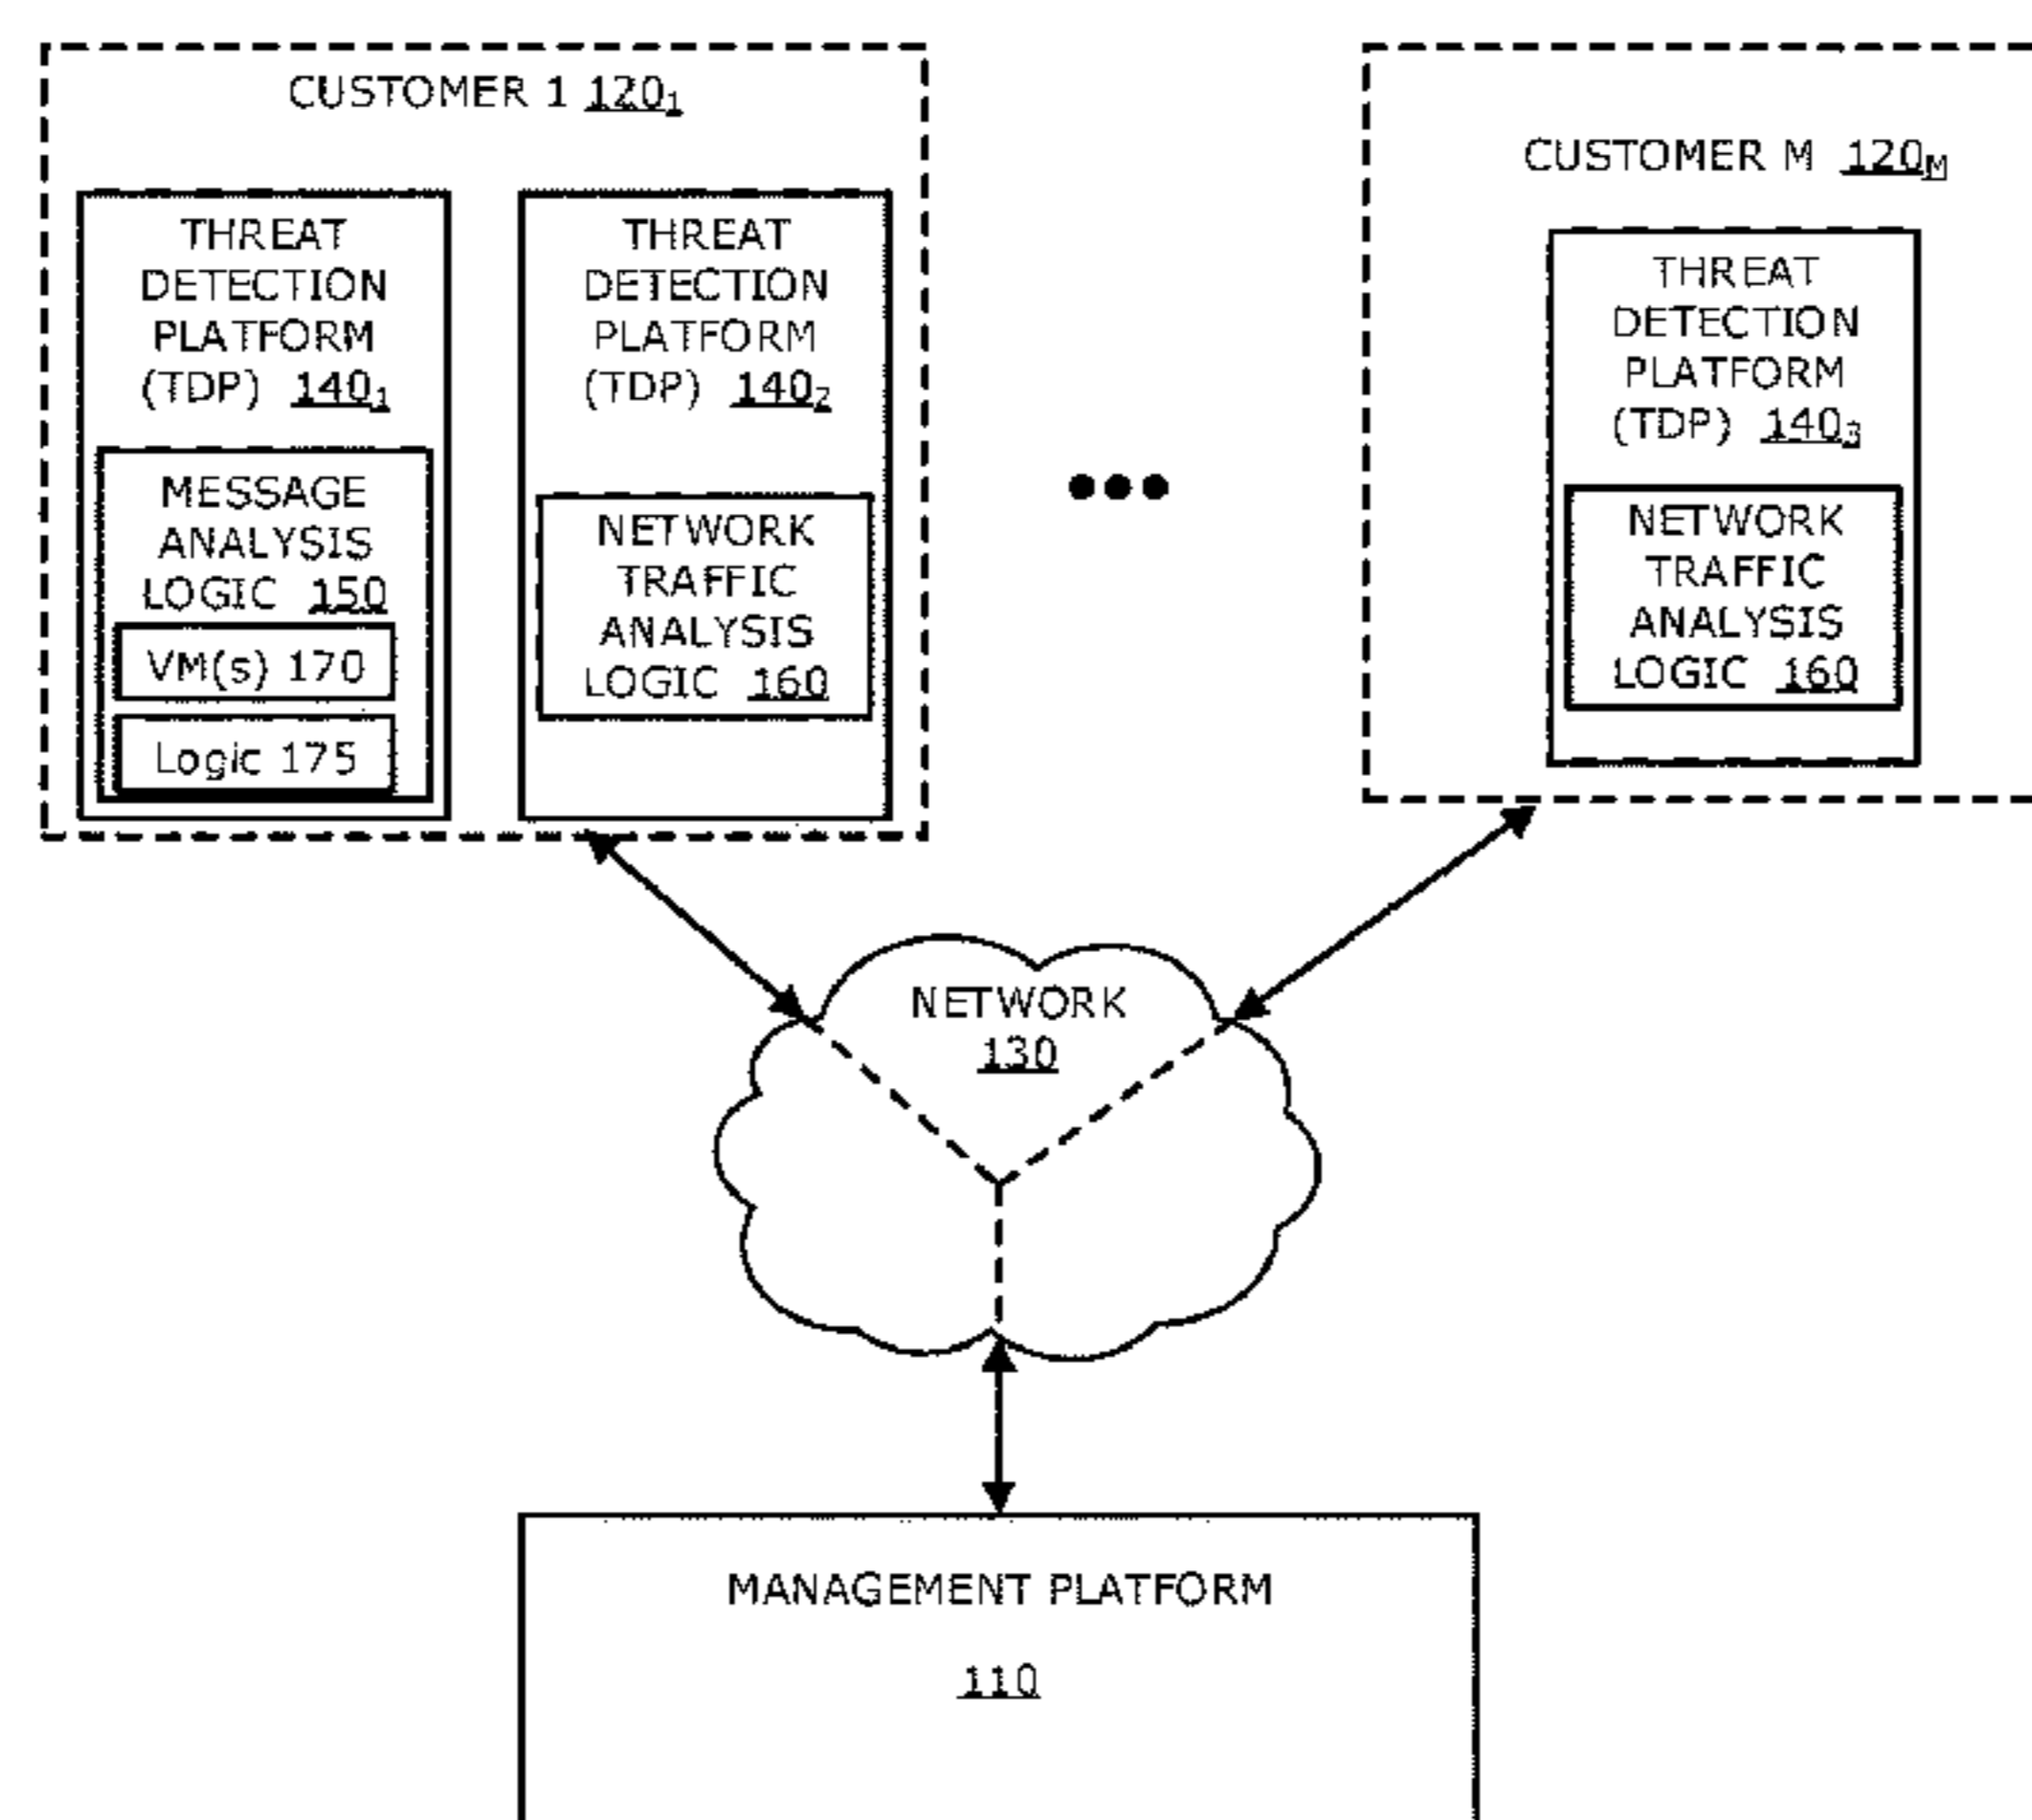 CUSTOMER 1 120₁
THREAT
DETECTION
PLATFORM
(TDP) 140₁
MESSAGE
ANALYSIS
LOGIC 150
VM(s) 170
Logic 175
THREAT
DETECTION
PLATFORM
(TDP) 140₂
NETWORK
TRAFFIC
ANALYSIS
LOGIC 160
CUSTOMER M 120M
THREAT
DETECTION
PLATFORM
(TDP) 140₃
NETWORK
TRAFFIC
ANALYSIS
LOGIC 160
NETWORK
130
MANAGEMENT PLATFORM
110